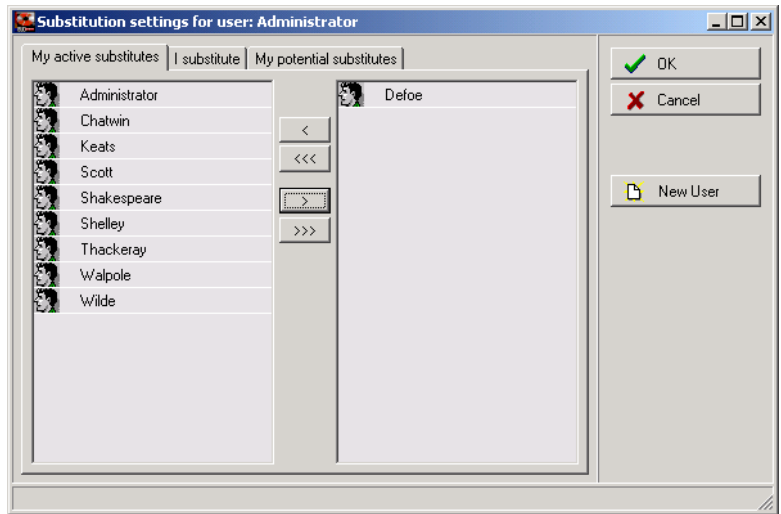 Substitution settings for user: Administrator
My active substitutes
I substitute
My potential substitutes
Administrator
Chatwin
Keats
Scott
Shakespeare
Shelley
Thackeray
Walpole
Wilde
<
<<<
>
>>>
Defoe
OK
Cancel
New User